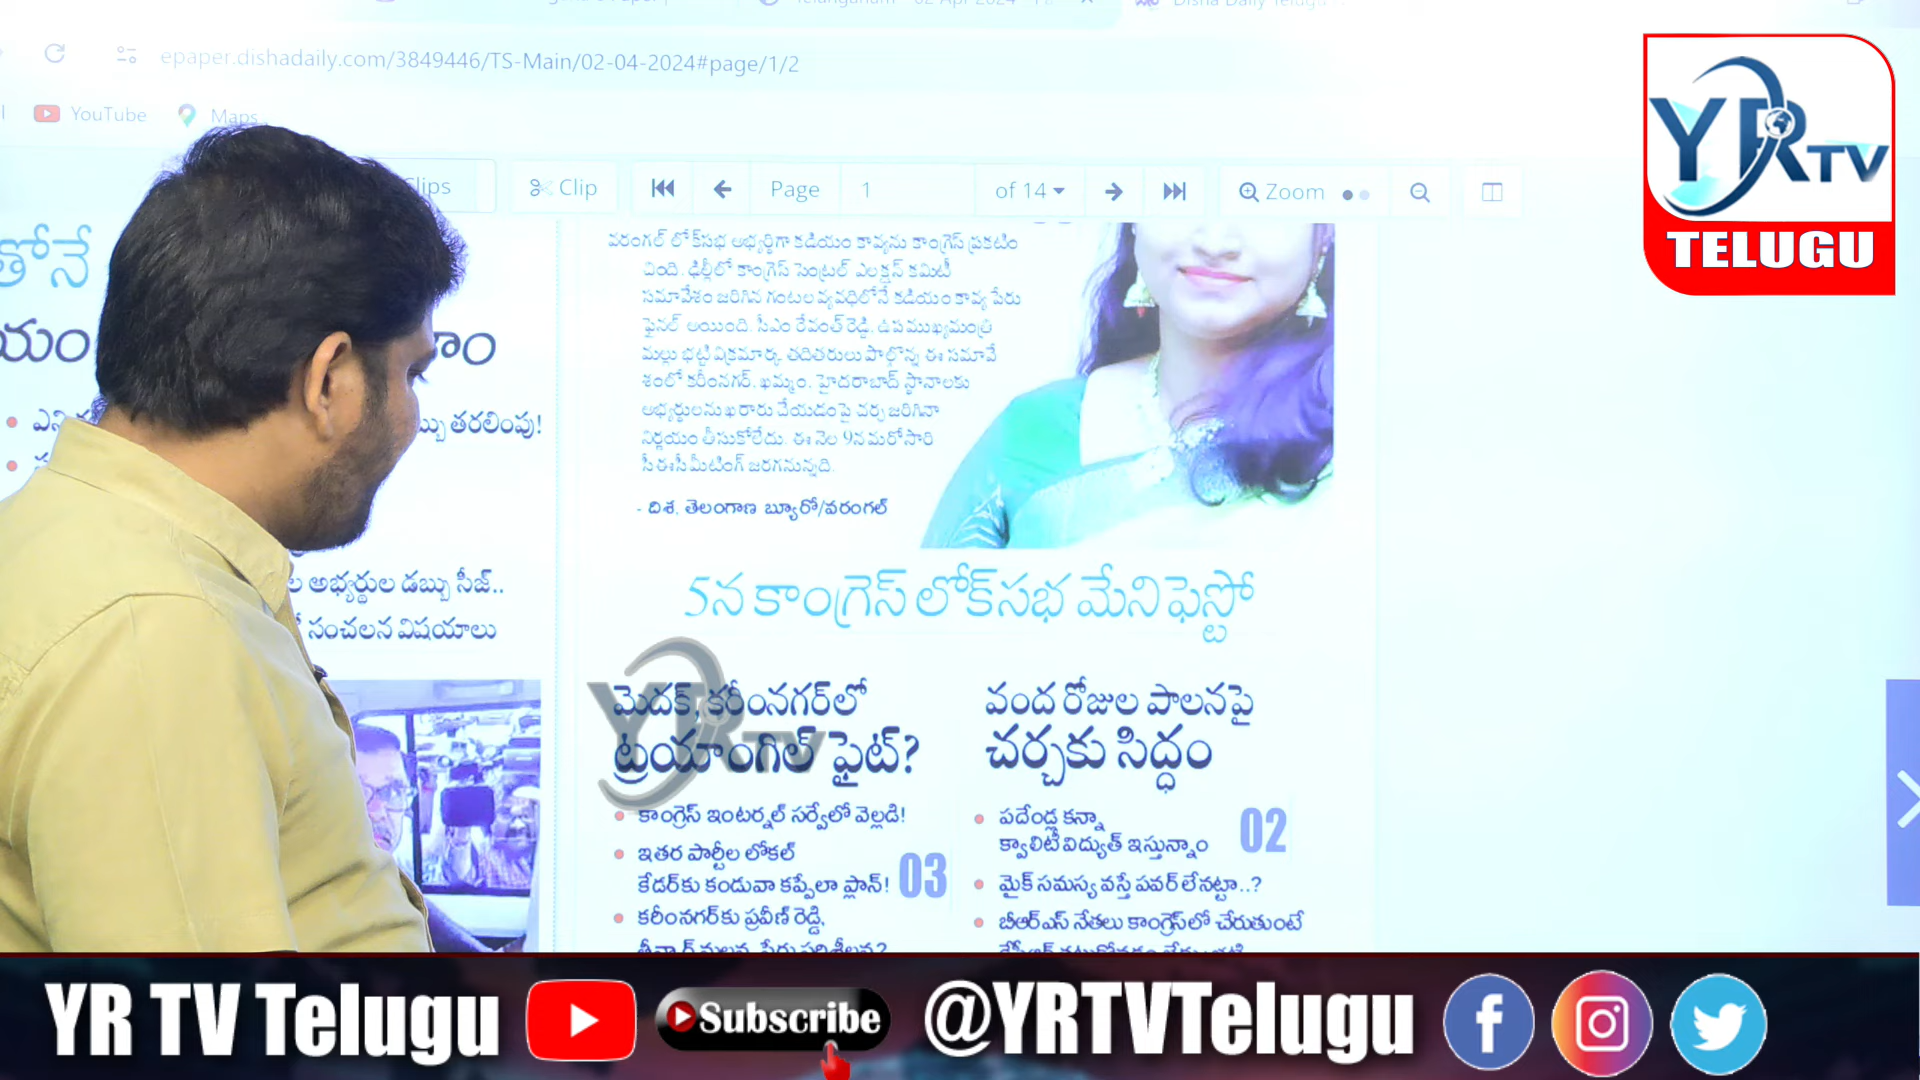 epaper.dishadaily.com/3849446/TS-Main/02-04-2024#page/1/2
YouTube
Maps
Clips
Clip
Page
1
of 14
Zoom
YRTV
TELUGU
తోనే
యం
ాం
బ్బు తరలింపు!
ల అభ్యర్థుల డబ్బు సీజ్..
సంచలన విషయాలు
వరంగల్ లోక్‌సభ అభ్యర్థిగా కడియం కావ్యను కాంగ్రెస్ ప్రకటిం
చింది. ఢిల్లీలో కాంగ్రెస్ సెంట్రల్ ఎలక్షన్ కమిటీ
సమావేశం జరిగిన గంటల వ్యవధిలోనే కడియం కావ్య పేరు
ఫైనల్ అయింది. సీఎం రేవంత్ రెడ్డి, ఉప ముఖ్యమంత్రి
మల్లు భట్టి విక్రమార్క తదితరులు పాల్గొన్న ఈ సమావే
శంలో కరీంనగర్, ఖమ్మం, హైదరాబాద్ స్థానాలకు
అభ్యర్థులను ఖరారు చేయడంపై చర్చ జరిగినా
నిర్ణయం తీసుకోలేదు. ఈ నెల 9న మరోసారి
సీఈసీ మీటింగ్ జరగనున్నది.
- దిశ, తెలంగాణ బ్యూరో/వరంగల్
5న కాంగ్రెస్ లోక్‌సభ మేనిఫెస్టో
మెదక్, కరీంనగర్‌లో
ట్రయాంగిల్ ఫైట్?
కాంగ్రెస్ ఇంటర్నల్ సర్వేలో వెల్లడి!
ఇతర పార్టీల లోకల్
కేడర్‌కు కండువా కప్పేలా ప్లాన్!
03
కరీంనగర్‌కు ప్రవీణ్ రెడ్డి,
వంద రోజుల పాలనపై
చర్చకు సిద్ధం
పదేండ్ల కన్నా
క్వాలిటీ విద్యుత్ ఇస్తున్నాం
02
మైక్ సమస్య వస్తే పవర్ లేనట్టా..?
బీఆర్ఎస్ నేతలు కాంగ్రెస్‌లో చేరుతుంటే
YRTV
YR TV Telugu
Subscribe
@YRTVTelugu